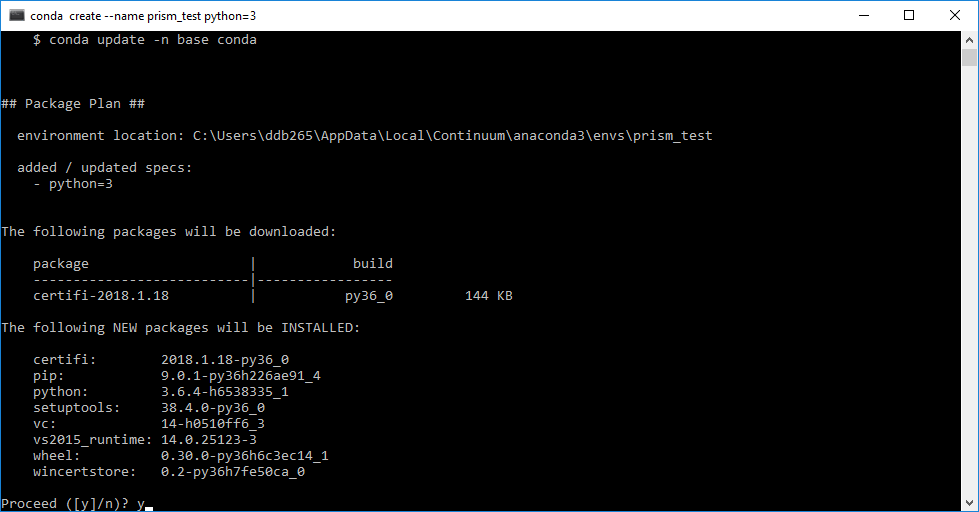 conda  create --name prism_test python=3
$ conda update -n base conda
## Package Plan ##
environment location: C:\Users\ddb265\AppData\Local\Continuum\anaconda3\envs\prism_test
added / updated specs:
- python=3
The following packages will be downloaded:
package                    |            build
---------------------------|-----------------
certifi-2018.1.18          |           py36_0         144 KB
The following NEW packages will be INSTALLED:
certifi:        2018.1.18-py36_0
pip:            9.0.1-py36h226ae91_4
python:         3.6.4-h6538335_1
setuptools:     38.4.0-py36_0
vc:             14-h0510ff6_3
vs2015_runtime: 14.0.25123-3
wheel:          0.30.0-py36h6c3ec14_1
wincertstore:   0.2-py36h7fe50ca_0
Proceed ([y]/n)? y